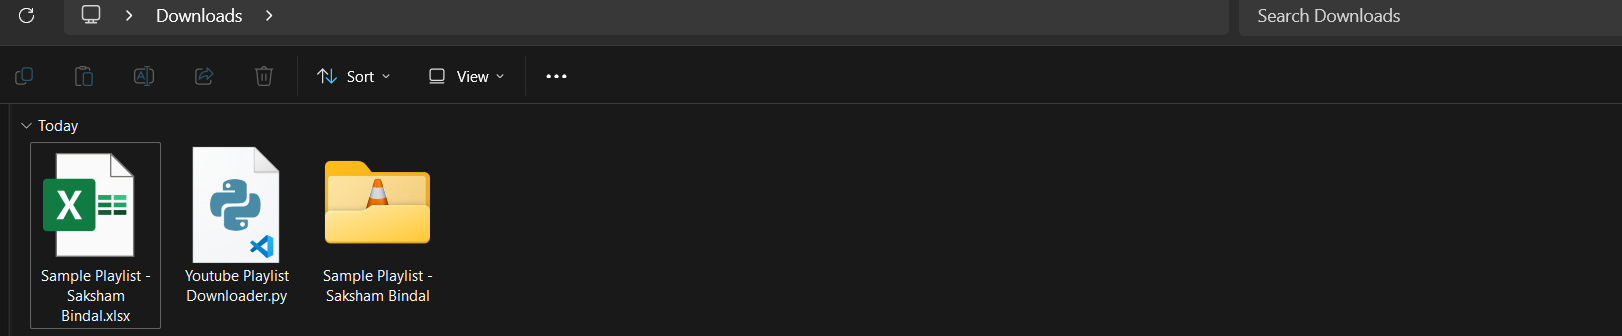 Downloads
Search Downloads
Sort
View
Today
X
Sample Playlist -
Saksham
Bindal.xlsx
Youtube Playlist
Downloader.py
Sample Playlist -
Saksham Bindal